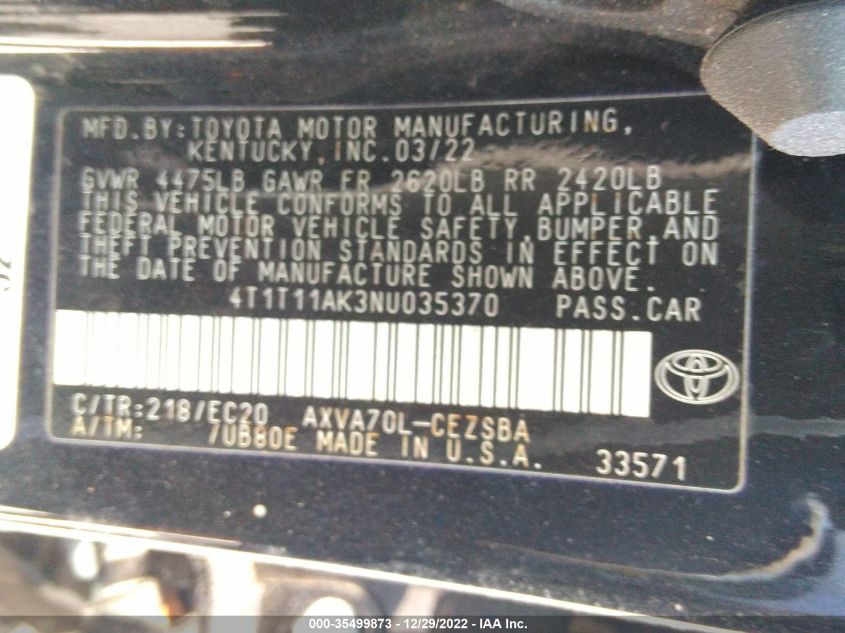 MFD.BY:TOYOTA MOTOR MANUFACTURING,
KENTUCKY,INC.03/22
GVWR 4475LB GAWR FR 2620LB RR 2420LB
THIS VEHICLE CONFORMS TO ALL APPLICABLE
FEDERAL MOTOR VEHICLE SAFETY,BUMPER,AND
THEFT PREVENTION STANDARDS IN EFFECT ON
THE DATE OF MANUFACTURE SHOWN ABOVE.
4T1T11AK3NU035370 PASS.CAR
C/TR:218/EC20 AXVA70L-CEZSBA
A/TM: /UB80E MADE IN U.S.A. 33571
000-35499873 - 12/29/2022 - IAA Inc.